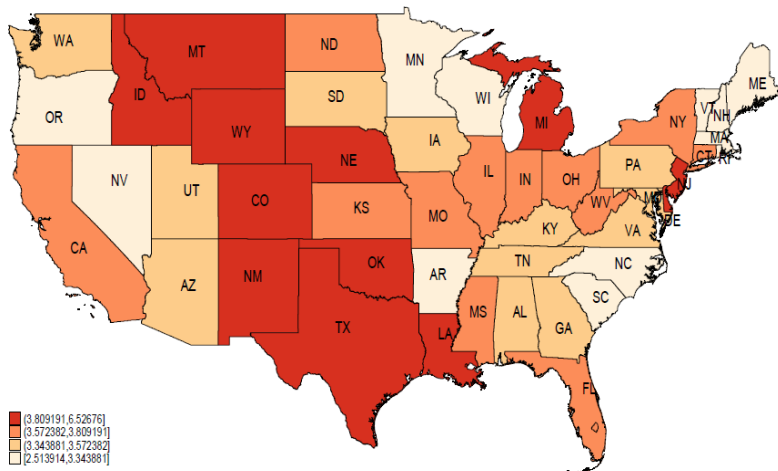 WA
MT
ND
MN
ME
VT
NH
OR
ID
SD
WI
MI
NY
MA
WY
CT
RI
IA
PA
NE
NJ
NV
UT
CO
IL
IN
OH
WV
DE
CA
KS
MO
KY
VA
AZ
NM
OK
AR
TN
NC
SC
TX
LA
MS
AL
GA
FL
(3.809191,6.52676]
(3.572382,3.809191]
(3.343881,3.572382]
[2.513914,3.343881]